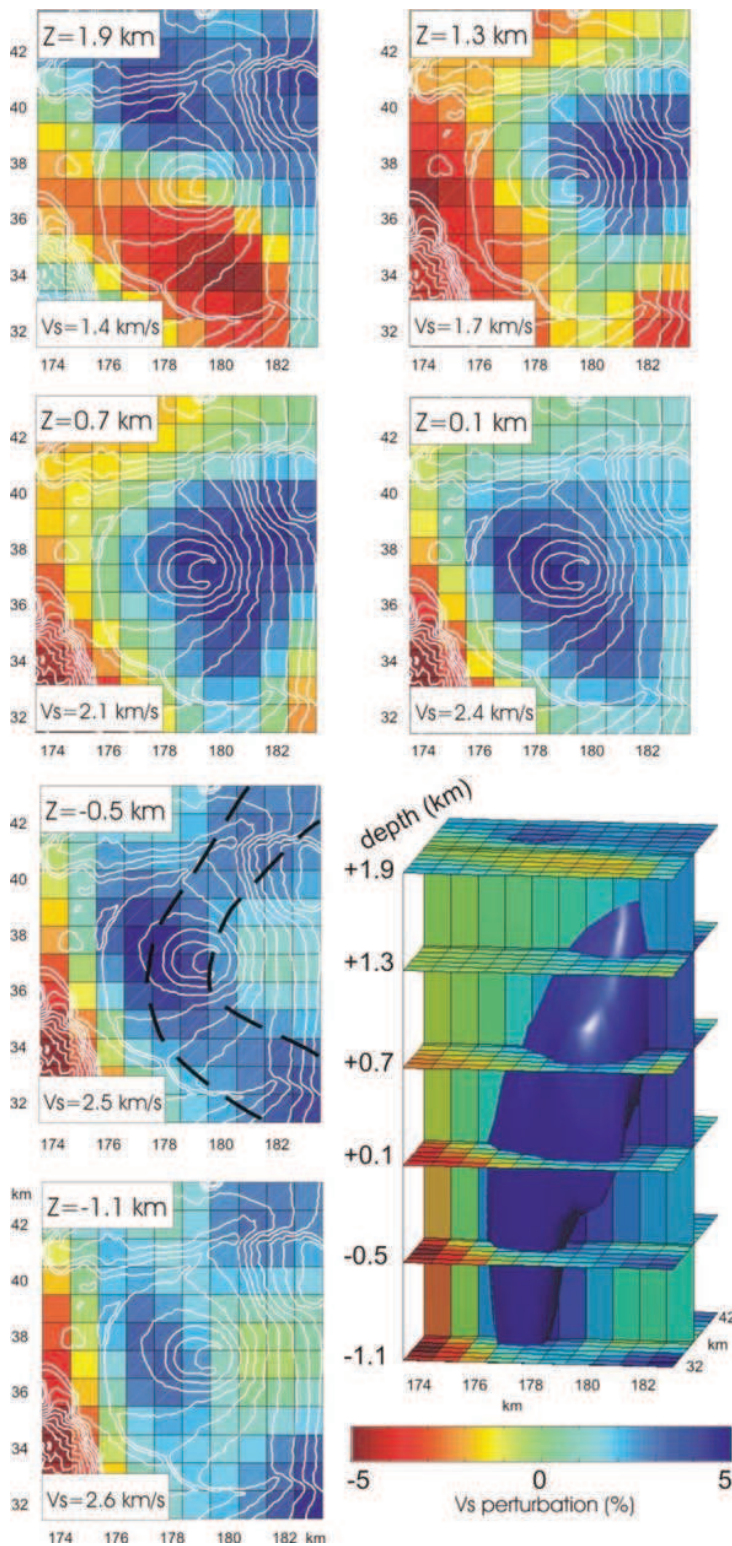 Z=1.9 km
42
40
38
36
34
32
Vs=1.4 km/s
174 176 178 180 182
Z=1.3 km
42
40
38
36
34
32
Vs=1.7 km/s
174 176 178 180 182
Z=0.7 km
42
40
38
36
34
32
Vs=2.1 km/s
174 176 178 180 182
Z=0.1 km
42
40
38
36
34
32
Vs=2.4 km/s
174 176 178 180 182
Z=-0.5 km
42
40
38
36
34
32
Vs=2.5 km/s
174 176 178 180 182
depth (km)
+1.9
+1.3
+0.7
+0.1
-0.5
-1.1
42
km
32
174 176 178 180 182
km
km
Z=-1.1 km
42
40
38
36
34
32
Vs=2.6 km/s
174 176 178 180 182 km
-5 0 5
Vs perturbation (%)